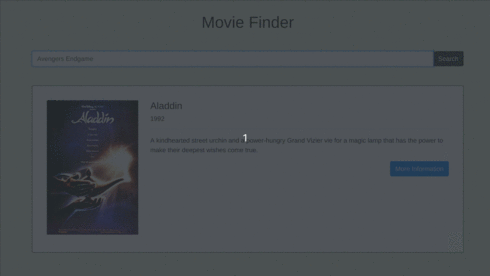 Movie Finder
Avengers Endgame
Search
Aladdin
Aladdin
1992
1
A kindhearted street urchin and a power-hungry Grand Vizier vie for a magic lamp that has the power to
make their deepest wishes come true.
More Information